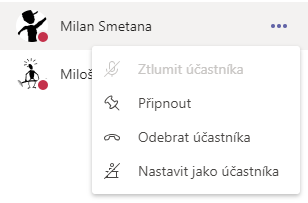 Milan Smetana
Miloš
Ztlumit účastníka
Připnout
Odebrat účastníka
Nastavit jako účastníka